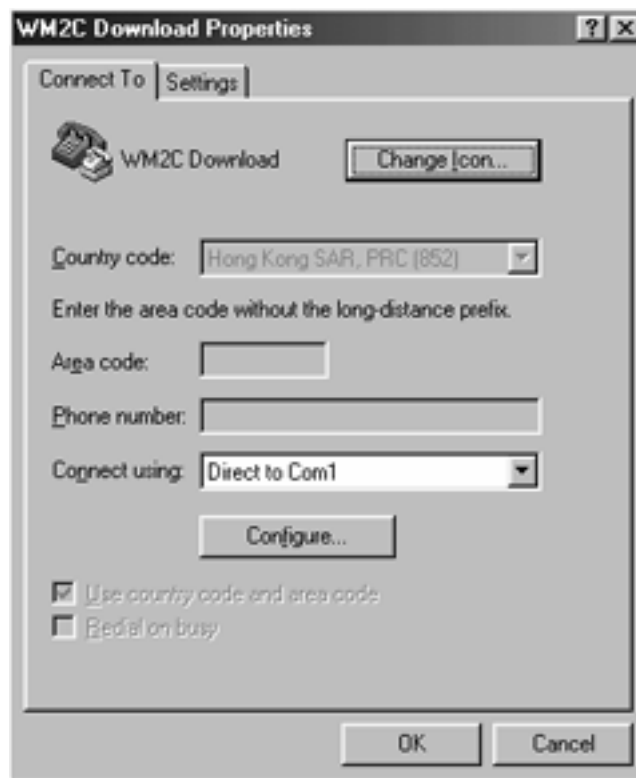 WM2C Download Properties
Connect To Settings
WM2C Download Change Icon...
Country code: Hong Kong SAR, PRC (852)
Enter the area code without the long-distance prefix.
Area code:
Phone number:
Connect using: Direct to Com1
Configure...
Use country code and area code
Redial on busy
OK Cancel